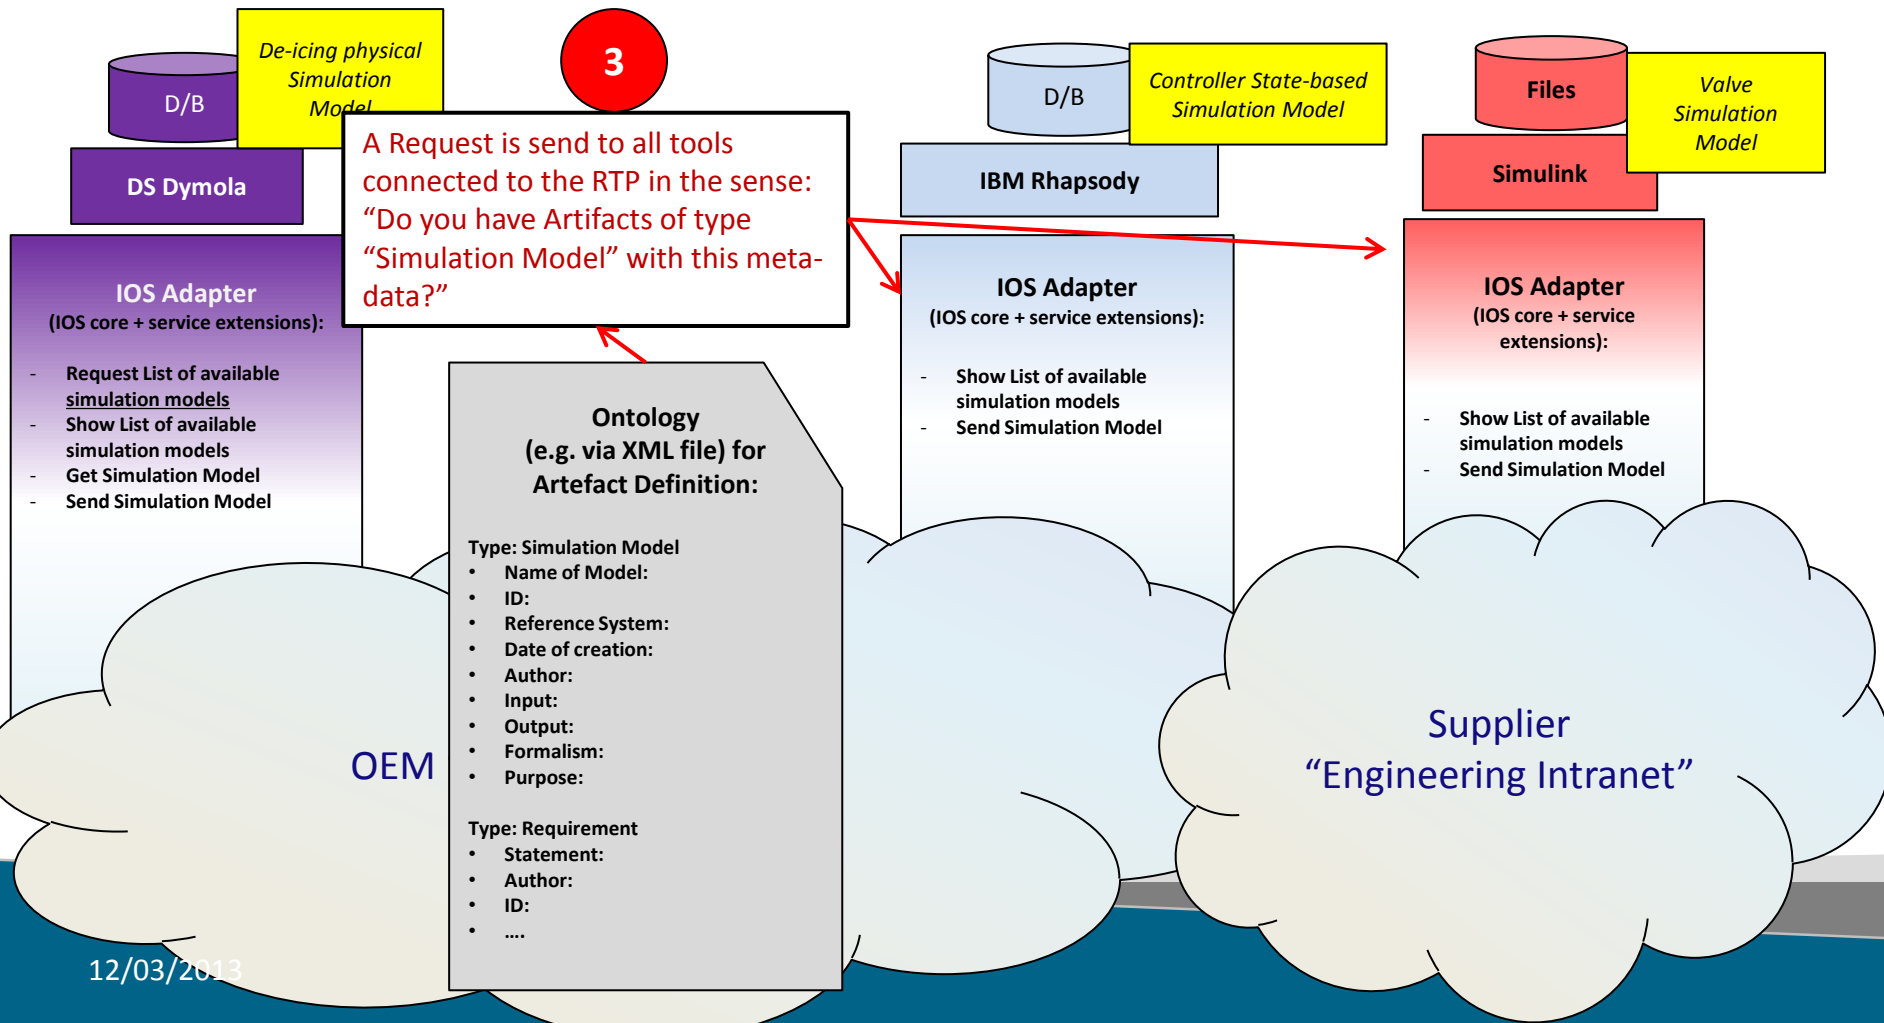 D/B
De-icing physical
Simulation
Model
DS Dymola
IOS Adapter
(IOS core + service extensions):
- Request List of available
simulation models
- Show List of available
simulation models
- Get Simulation Model
- Send Simulation Model
3
A Request is send to all tools
connected to the RTP in the sense:
“Do you have Artifacts of type
“Simulation Model” with this meta-
data?”
Ontology
(e.g. via XML file) for
Artefact Definition:
Type: Simulation Model
• Name of Model:
• ID:
• Reference System:
• Date of creation:
• Author:
• Input:
• Output:
• Formalism:
• Purpose:
Type: Requirement
• Statement:
• Author:
• ID:
• ….
D/B
Controller State-based
Simulation Model
IBM Rhapsody
IOS Adapter
(IOS core + service extensions):
- Show List of available
simulation models
- Send Simulation Model
Files
Valve
Simulation
Model
Simulink
IOS Adapter
(IOS core + service
extensions):
- Show List of available
simulation models
- Send Simulation Model
OEM
Supplier
“Engineering Intranet”
12/03/2013